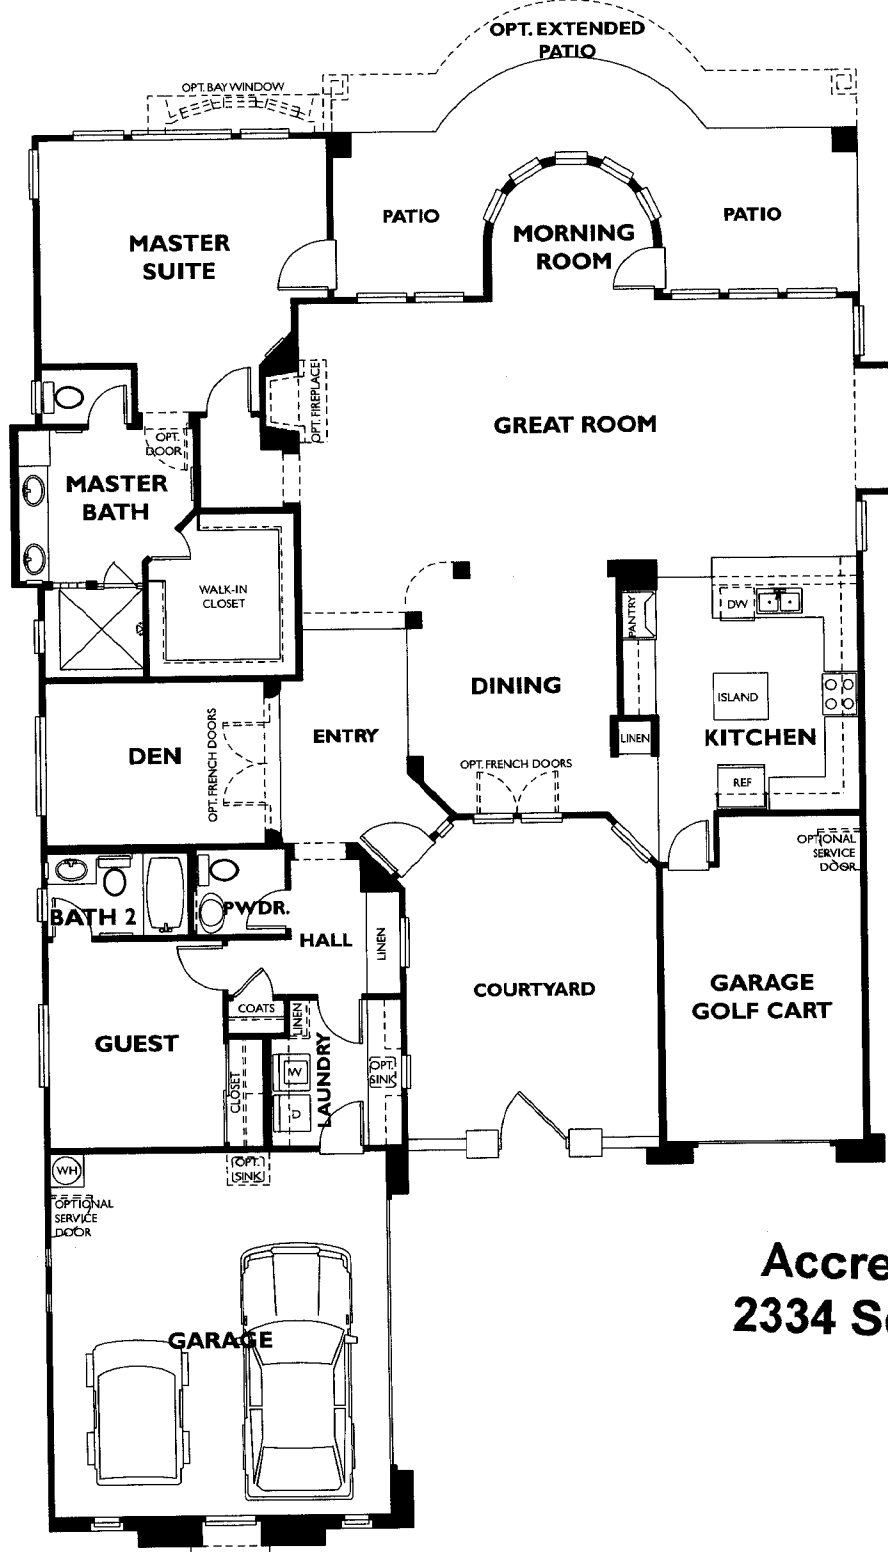 OPT. EXTENDED
PATIO
OPT. BAY WINDOW
PATIO
PATIO
MASTER
SUITE
MORNING
ROOM
OPT. FIREPLACE
GREAT ROOM
OPT.
DOOR
MASTER
BATH
WALK-IN
CLOSET
PANTRY
DW
DINING
ISLAND
DEN
OPT. FRENCH DOORS
ENTRY
LINEN
KITCHEN
OPT. FRENCH DOORS
REF
OPTIONAL
SERVICE
DOOR
BATH 2
PWDR.
HALL
LINEN
COURTYARD
GARAGE
GOLF CART
COATS
LINEN
GUEST
LAUNDRY
W
D
OPT.
SINK
CLOSET
WH
OPT.
SINK
OPTIONAL
SERVICE
DOOR
GARAGE
Accre
2334 S